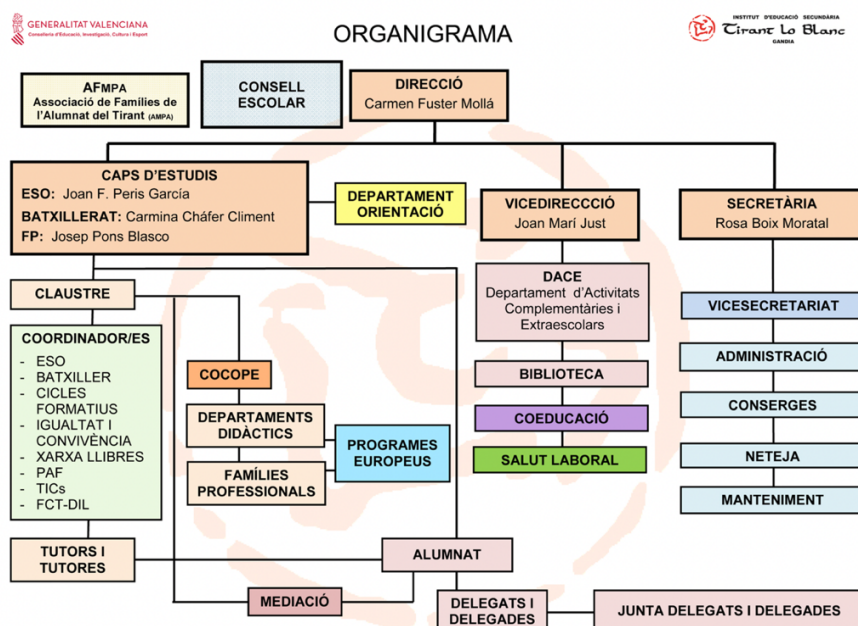 GENERALITAT VALENCIANA
Conselleria d'Educació, Investigació, Cultura i Esport
ORGANIGRAMA
INSTITUT D'EDUCACIÓ SECUNDÀRIA
Tirant Lo Blanc
GANDIA
AFMPA
Associació de Famílies de
l'Alumnat del Tirant (AMPA)
CONSELL
ESCOLAR
DIRECCIÓ
Carmen Fuster Mollá
CAPS D'ESTUDIS
ESO: Joan F. Peris García
BATXILLERAT: Carmina Cháfer Climent
FP: Josep Pons Blasco
DEPARTAMENT
ORIENTACIÓ
VICEDIRECCCIÓ
Joan Marí Just
SECRETÀRIA
Rosa Boix Moratal
CLAUSTRE
COORDINADOR/ES
- ESO
- BATXILLER
- CICLES
FORMATIUS
- IGUALTAT I
CONVIVÈNCIA
- XARXA LLIBRES
- PAF
- TICs
- FCT-DIL
TUTORS I
TUTORES
COCOPE
DEPARTAMENTS
DIDÀCTICS
FAMÍLIES
PROFESSIONALS
PROGRAMES
EUROPEUS
DACE
Departament d'Activitats
Complementàries i
Extraescolars
BIBLIOTECA
COEDUCACIÓ
SALUT LABORAL
VICESECRETARIAT
ADMINISTRACIÓ
CONSERGES
NETEJA
MANTENIMENT
ALUMNAT
MEDIACIÓ
DELEGATS I
DELEGADES
JUNTA DELEGATS I DELEGADES